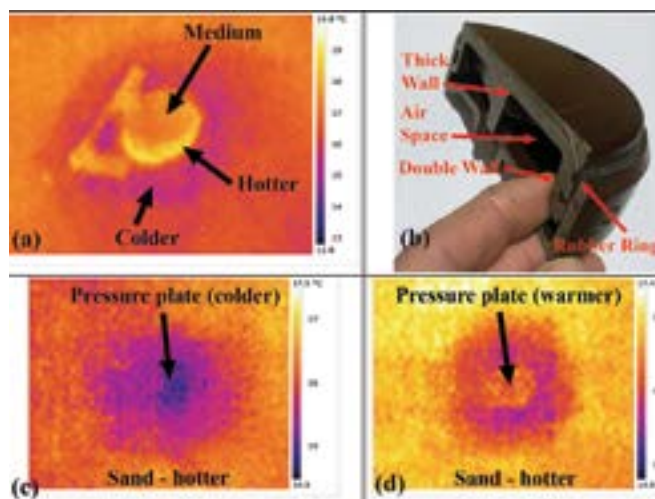 Medium
Hotter
Colder
(a)
Thick
Wall
Air
Space
Double Wall
Rubber Ring
(b)
Pressure plate (colder)
Sand - hotter
(c)
Pressure plate (warmer)
Sand - hotter
(d)